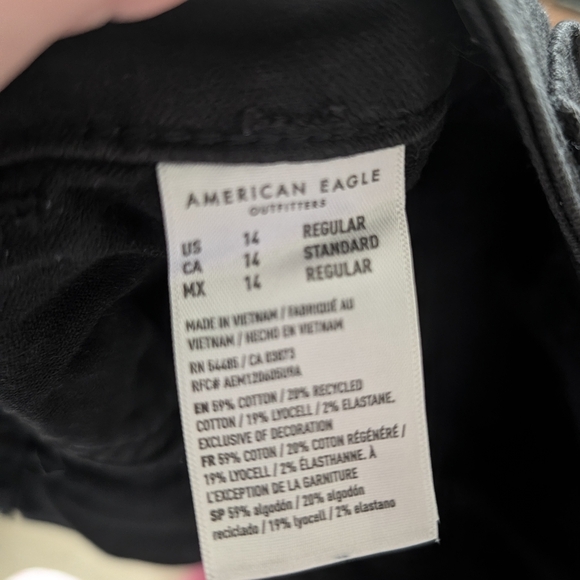 AMERICAN EAGLE
OUTFITTERS
US 14 REGULAR
CA 14 STANDARD
MX 14 REGULAR
MADE IN VIETNAM / FABRIQUÉ AU
VIETNAM / HECHO EN VIETNAM
RN 54485 / CA 03873
RFC# AEM1206050H9A
EN 59% COTTON / 20% RECYCLED
COTTON / 19% LYOCELL / 2% ELASTANE.
EXCLUSIVE OF DECORATION
FR 59% COTON / 20% COTON RÉGÉNÉRÉ /
19% LYOCELL / 2% ÉLASTHANNE. À
L'EXCEPTION DE LA GARNITURE
SP 59% algodón / 20% algodón
reciclado / 19% lyocell / 2% elastano